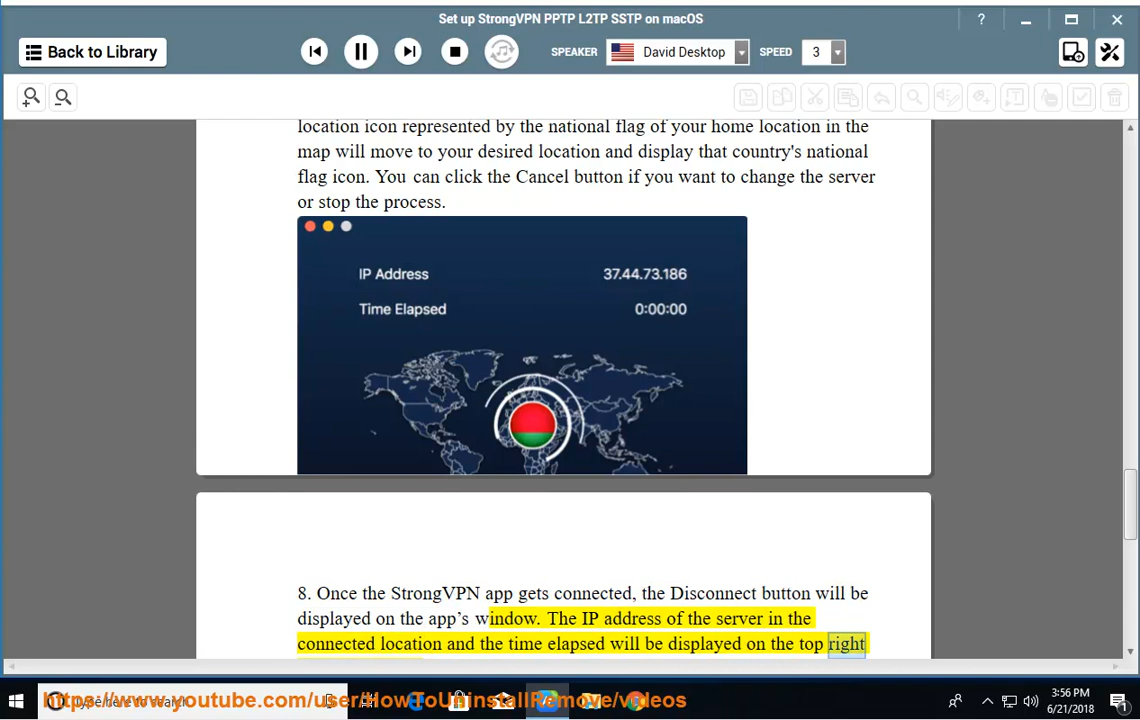 Set up StrongVPN PPTP L2TP SSTP on macOS
Back to Library
SPEAKER
David Desktop
SPEED
3
location icon represented by the national flag of your home location in the
map will move to your desired location and display that country's national
flag icon. You can click the Cancel button if you want to change the server
or stop the process.
IP Address 37.44.73.186
Time Elapsed 0:00:00
8. Once the StrongVPN app gets connected, the Disconnect button will be
displayed on the app's window. The IP address of the server in the
connected location and the time elapsed will be displayed on the top right
Type here to search
https://www.youtube.com/user/HowToUninstallRemove/videos
3:56 PM
6/21/2018
1